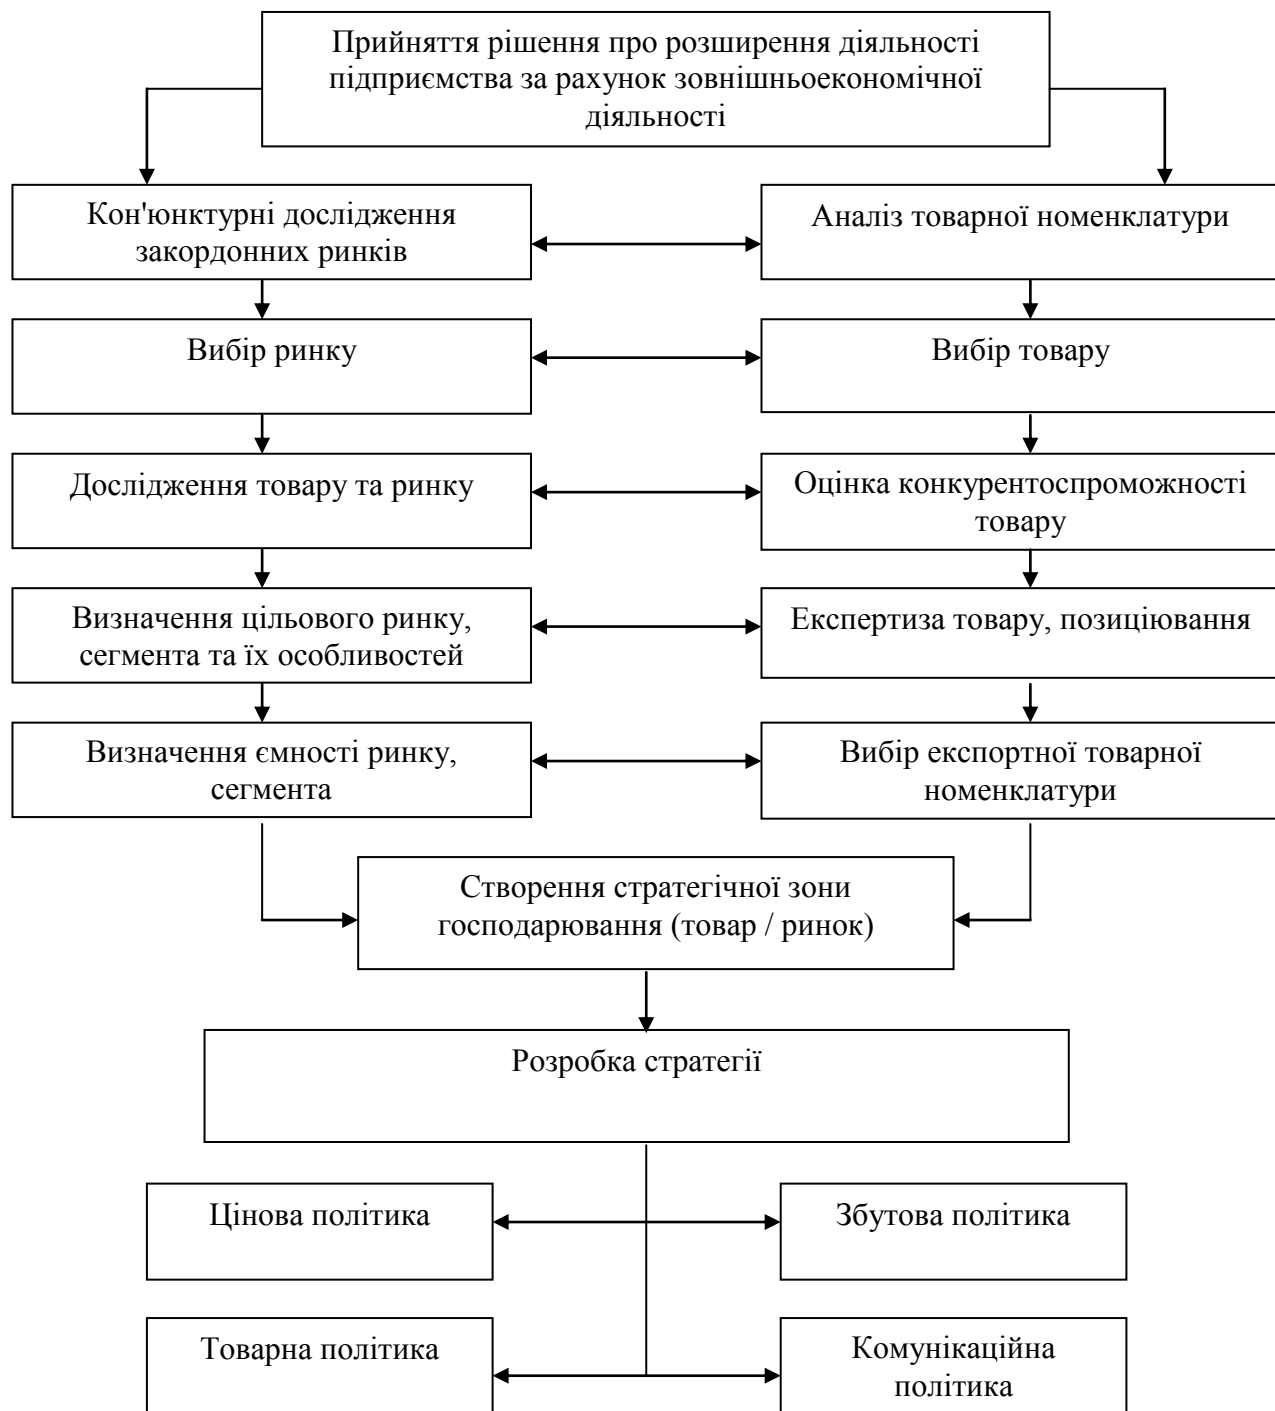 Прийняття рішення про розширення діяльності
підприємства за рахунок зовнішньоекономічної
діяльності
Кон'юнктурні дослідження
закордонних ринків
Аналіз товарної номенклатури
Вибір ринку
Вибір товару
Дослідження товару та ринку
Оцінка конкурентоспроможності
товару
Визначення цільового ринку,
сегмента та їх особливостей
Експертиза товару, позиціювання
Визначення ємності ринку,
сегмента
Вибір експортної товарної
номенклатури
Створення стратегічної зони
господарювання (товар / ринок)
Розробка стратегії
Цінова політика
Збутова політика
Товарна політика
Комунікаційна
політика